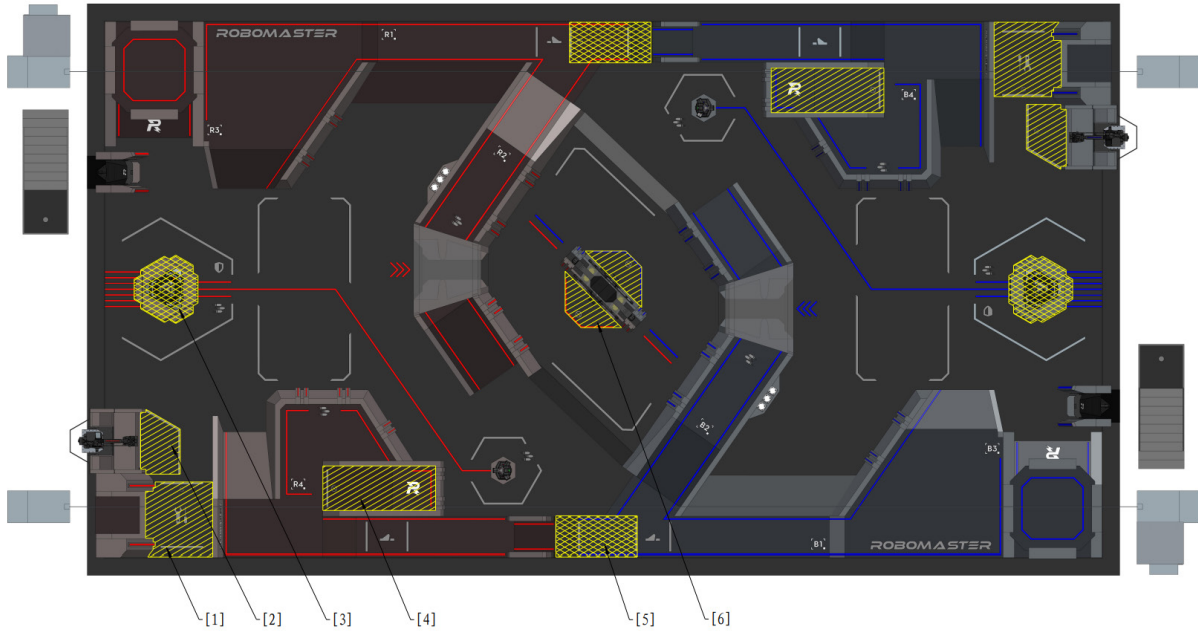 ROBOMASTER
R1
B4
R3
R2
R
R
B2
B3
R4
R
B1
ROBOMASTER
[1]
[2]
[3]
[4]
[5]
[6]